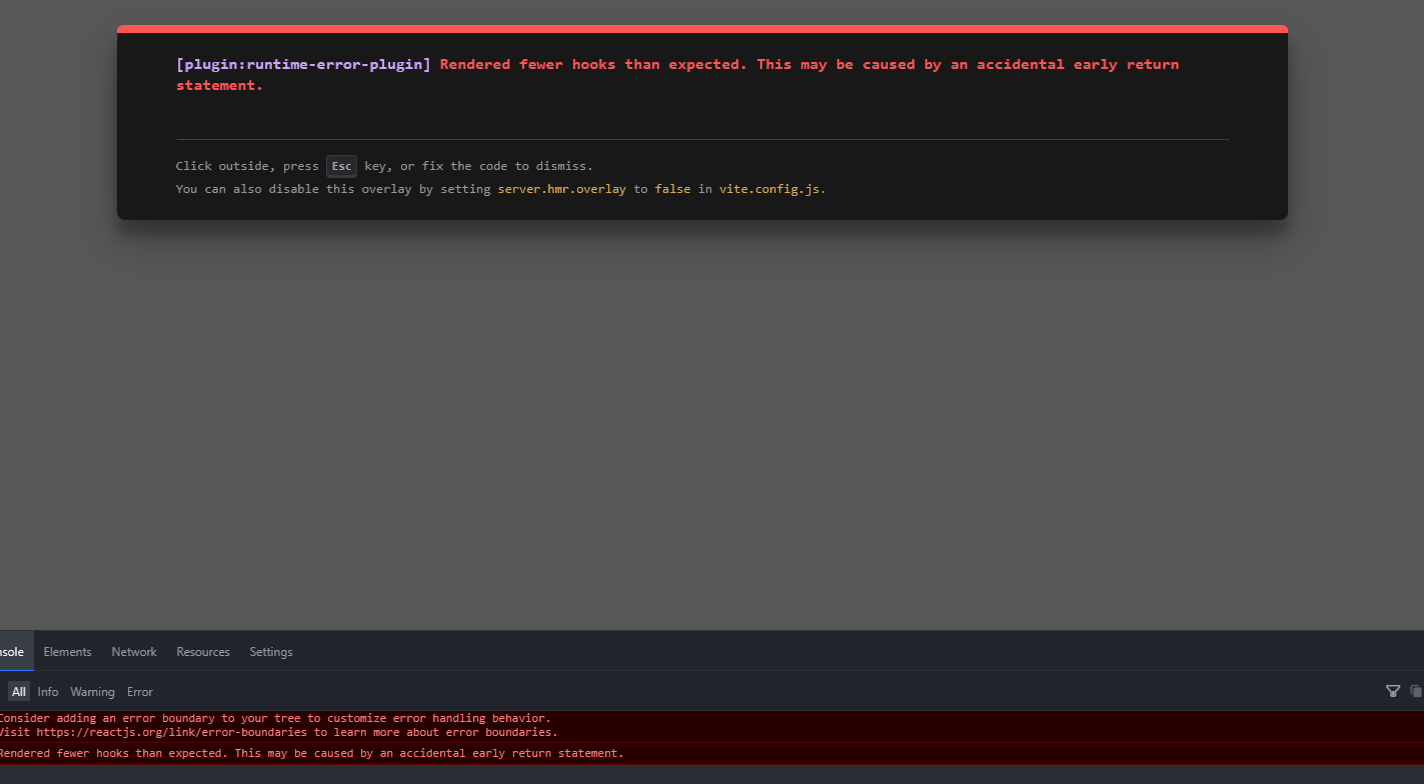 [plugin:runtime-error-plugin] Rendered fewer hooks than expected. This may be caused by an accidental early return
statement.
Click outside, press Esc key, or fix the code to dismiss.
You can also disable this overlay by setting server.hmr.overlay to false in vite.config.js.
nsole Elements Network Resources Settings
All Info Warning Error
Consider adding an error boundary to your tree to customize error handling behavior.
Visit https://reactjs.org/link/error-boundaries to learn more about error boundaries.
Rendered fewer hooks than expected. This may be caused by an accidental early return statement.